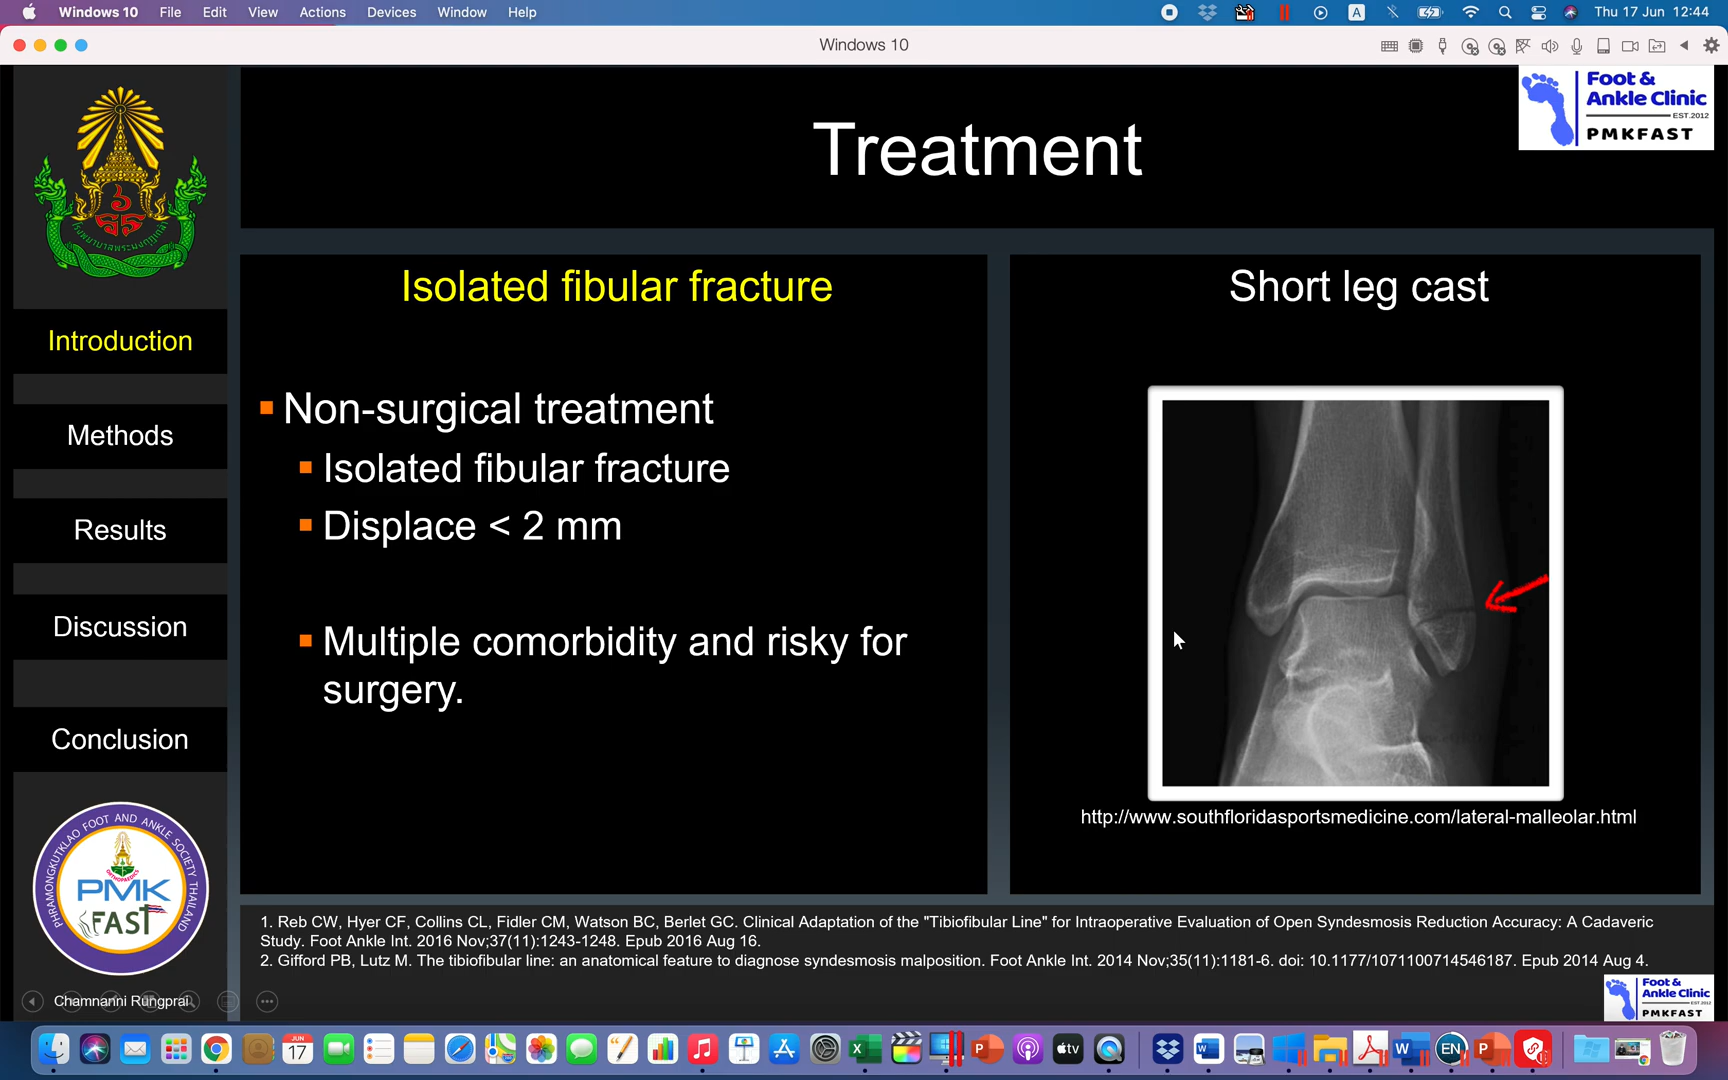 Windows 10 File Edit View Actions Devices Window Help
A
Thu 17 Jun 12:44
Windows 10
Foot &
Ankle Clinic
EST.2012
PMKFAST
Treatment
Introduction
Methods
Results
Discussion
Conclusion
Isolated fibular fracture
Non-surgical treatment
Isolated fibular fracture
Displace < 2 mm
Multiple comorbidity and risky for
surgery.
Short leg cast
http://www.southfloridasportsmedicine.com/lateral-malleolar.html
PHRAMONGKUTKLAO FOOT AND ANKLE SOCIETY THAILAND
ORTHOPAEDICS
PMK
FAST
1. Reb CW, Hyer CF, Collins CL, Fidler CM, Watson BC, Berlet GC. Clinical Adaptation of the "Tibiofibular Line" for Intraoperative Evaluation of Open Syndesmosis Reduction Accuracy: A Cadaveric
Study. Foot Ankle Int. 2016 Nov;37(11):1243-1248. Epub 2016 Aug 16.
2. Gifford PB, Lutz M. The tibiofibular line: an anatomical feature to diagnose syndesmosis malposition. Foot Ankle Int. 2014 Nov;35(11):1181-6. doi: 10.1177/1071100714546187. Epub 2014 Aug 4.
Chamnanni Rungprai
Foot &
Ankle Clinic
EST.2012
PMKFAST
JUN
17
tv
EN